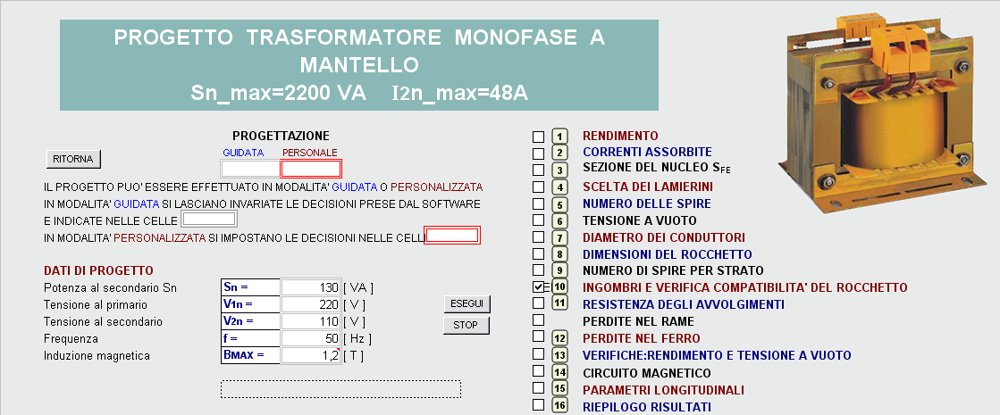 PROGETTO TRASFORMATORE MONOFASE A
MANTELLO
Sn_max=2200 VA I2n_max=48A
PROGETTAZIONE
GUIDATA PERSONALE
RITORNA
IL PROGETTO PUO' ESSERE EFFETTUATO IN MODALITA' GUIDATA O PERSONALIZZATA
IN MODALITA' GUIDATA SI LASCIANO INVARIATE LE DECISIONI PRESE DAL SOFTWARE
E INDICATE NELLE CELLE
IN MODALITA' PERSONALIZZATA SI IMPOSTANO LE DECISIONI NELLE CELL
DATI DI PROGETTO
Potenza al secondario Sn Sn = 130 [ VA ]
Tensione al primario V1n = 220 [ V ]
Tensione al secondario V2n = 110 [ V ]
Frequenza f = 50 [ Hz ]
Induzione magnetica BMAX = 1,2 [ T ]
ESEGUI
STOP
1 RENDIMENTO
2 CORRENTI ASSORBITE
3 SEZIONE DEL NUCLEO SFE
4 SCELTA DEI LAMIERINI
5 NUMERO DELLE SPIRE
6 TENSIONE A VUOTO
7 DIAMETRO DEI CONDUTTORI
8 DIMENSIONI DEL ROCCHETTO
9 NUMERO DI SPIRE PER STRATO
10 INGOMBRI E VERIFICA COMPATIBILITA' DEL ROCCHETTO
11 RESISTENZA DEGLI AVVOLGIMENTI
PERDITE NEL RAME
12 PERDITE NEL FERRO
13 VERIFICHE:RENDIMENTO E TENSIONE A VUOTO
14 CIRCUITO MAGNETICO
15 PARAMETRI LONGITUDINALI
16 RIEPILOGO RISULTATI